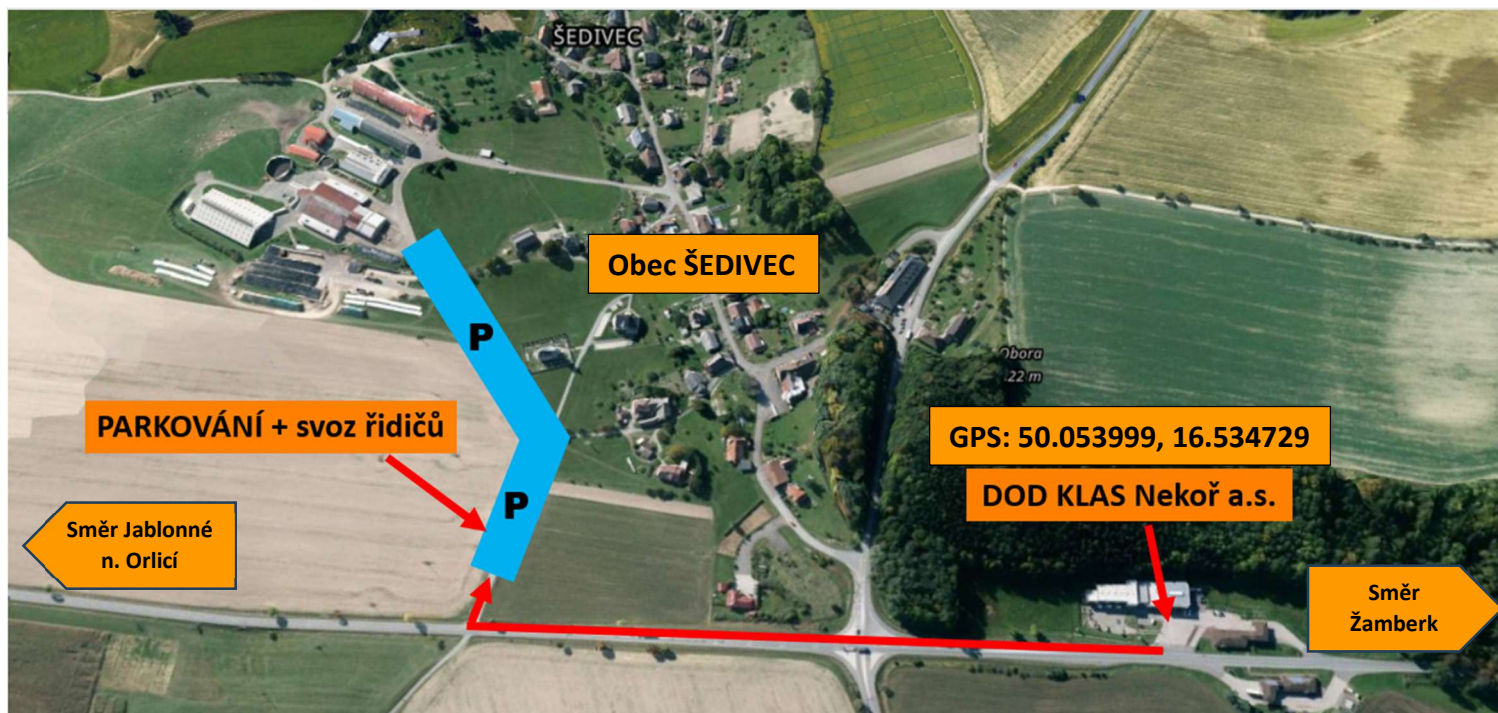 ŠEDIVEC
Obec ŠEDIVEC
P
Obora
22 m
PARKOVÁNÍ + svoz řidičů
GPS: 50.053999, 16.534729
DOD KLAS Nekoř a.s.
P
Směr Jablonné
n. Orlicí
Směr
Žamberk